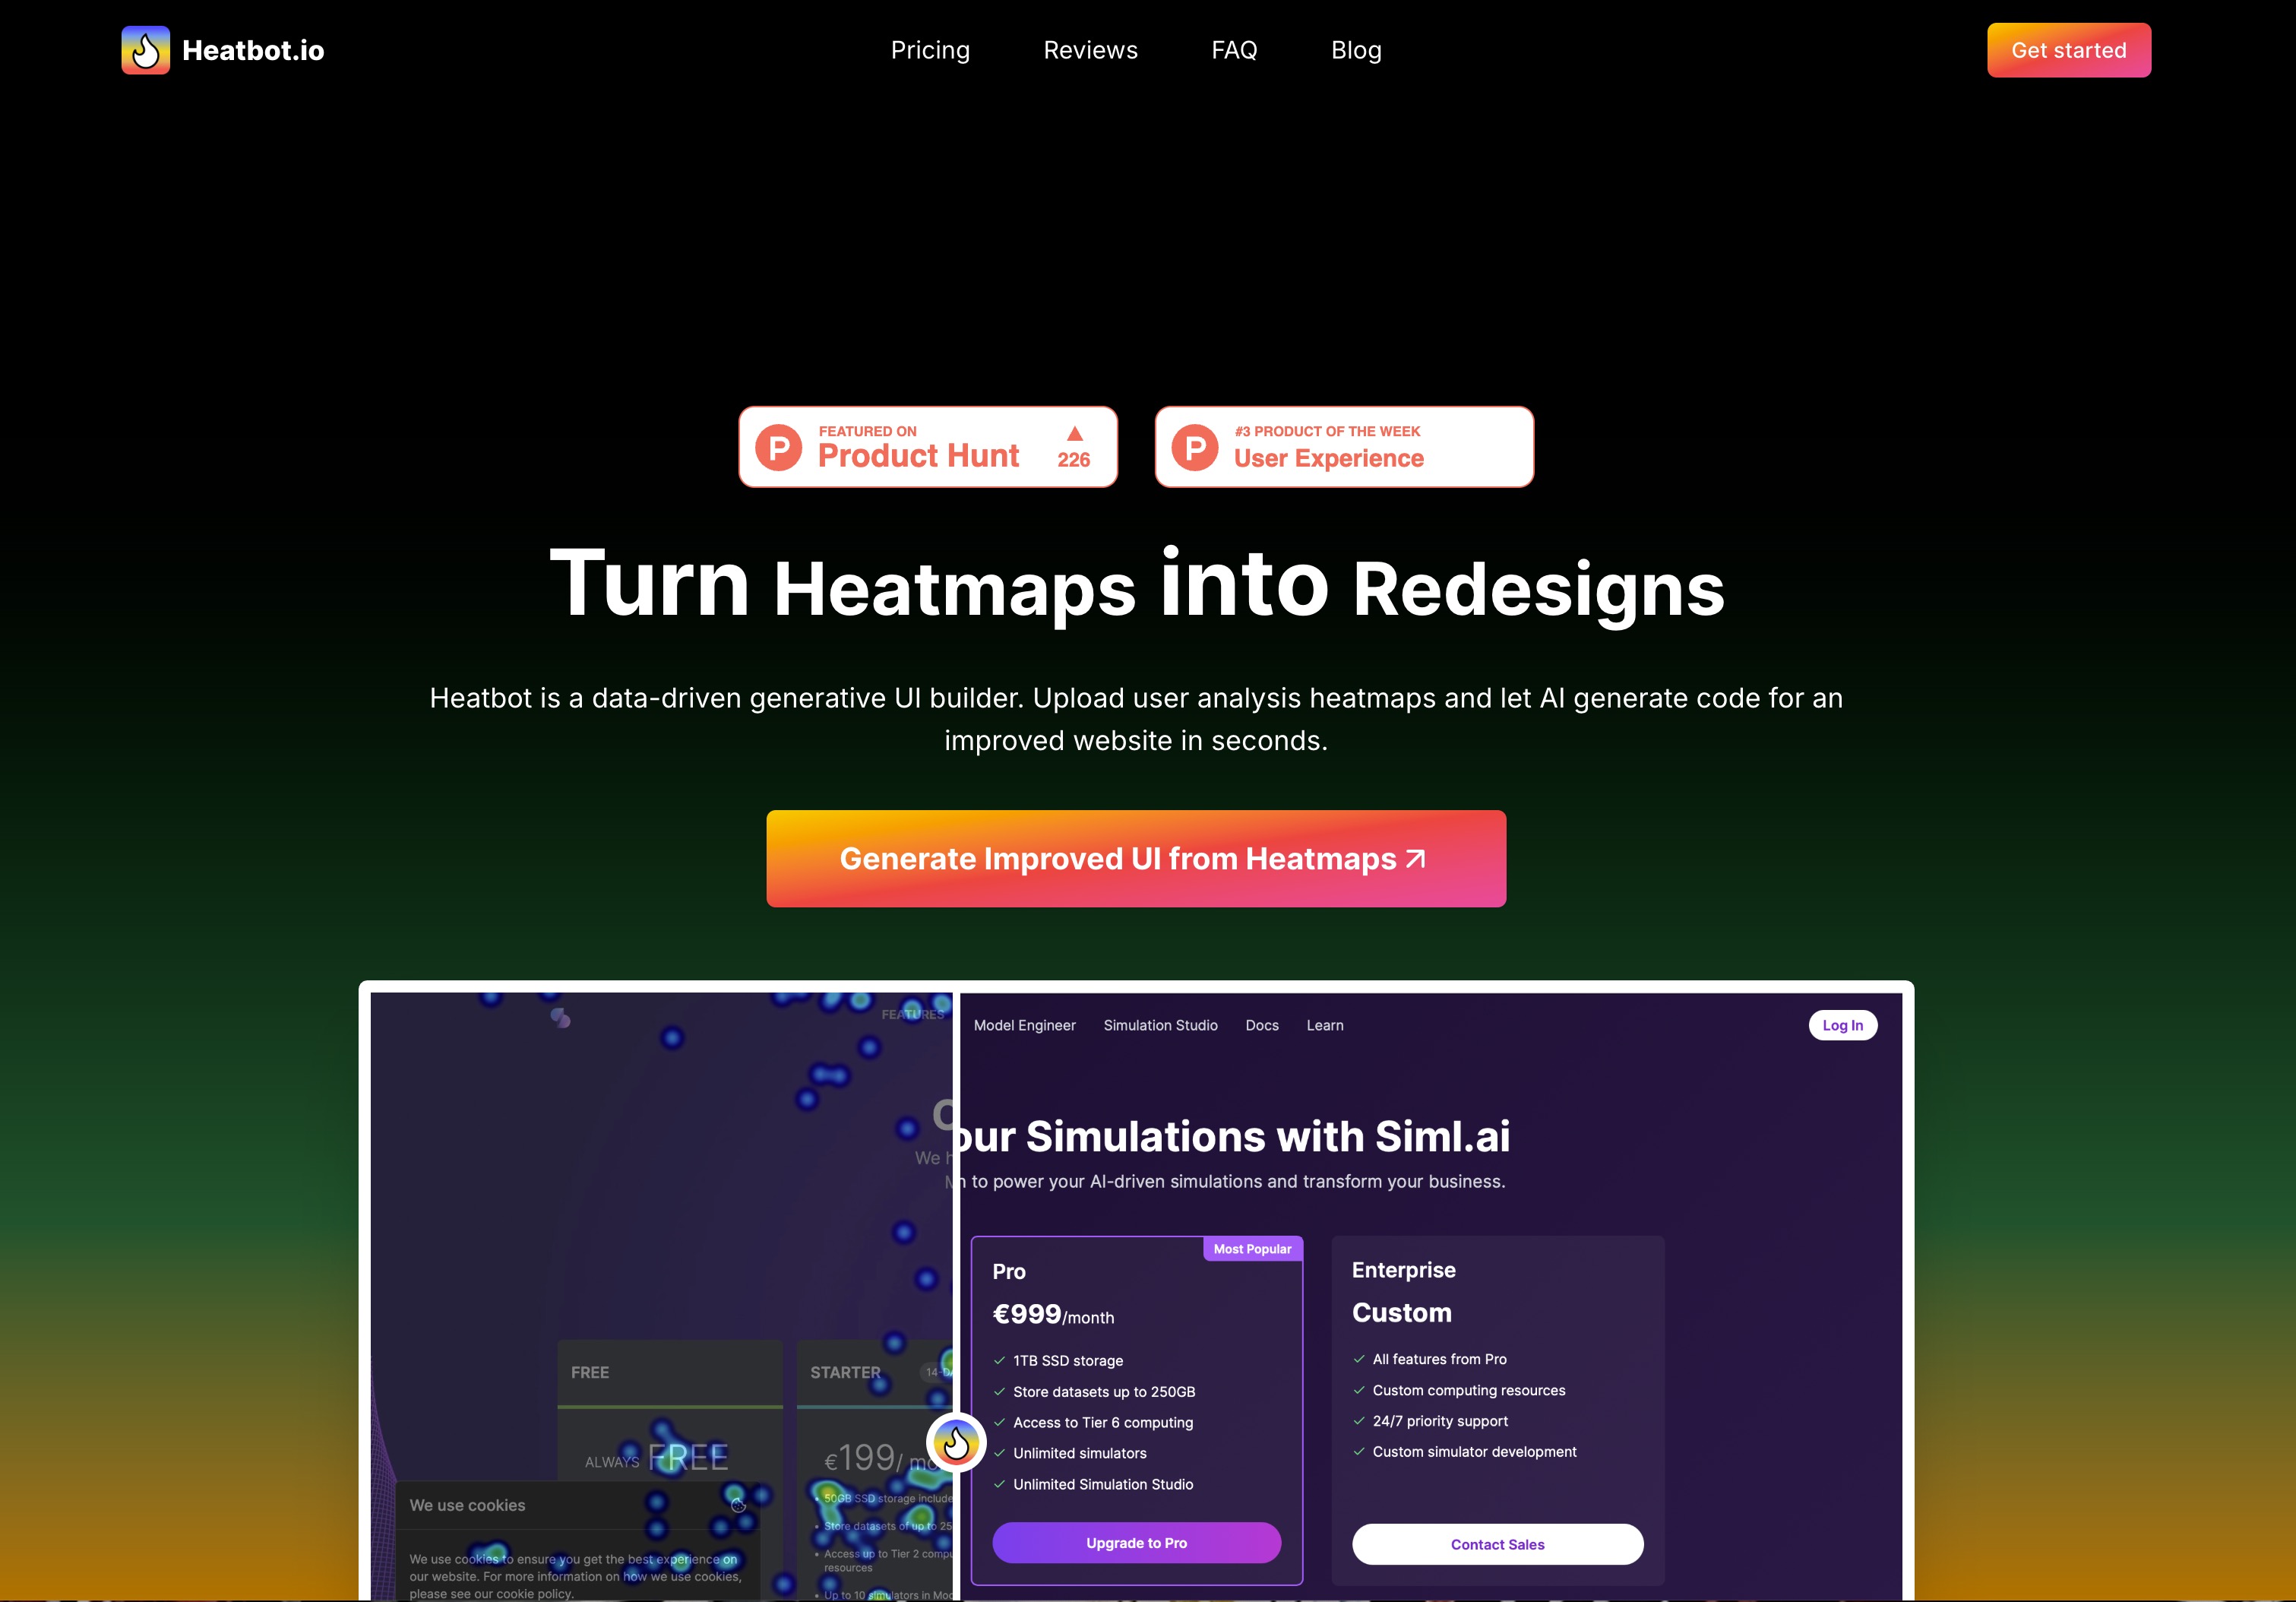 Heatbot.io
Pricing
Reviews
FAQ
Blog
Get started
FEATURED ON
Product Hunt
226
#3 PRODUCT OF THE WEEK
User Experience
Turn Heatmaps into Redesigns
Heatbot is a data-driven generative UI builder. Upload user analysis heatmaps and let AI generate code for an
improved website in seconds.
Generate Improved UI from Heatmaps
FEATURES
We
FREE
STARTER
ALWAYS FREE
€199/ mo
We use cookies
We use cookies to ensure you get the best experience on
our website. For more information on how we use cookies,
please see our cookie policy.
50GB SSD storage include
Store datasets of up to 25
Access up to Tier 2 compu
resources
Up to 10 simulators in Mod
Model Engineer
Simulation Studio
Docs
Learn
Log In
our Simulations with Siml.ai
to power your AI-driven simulations and transform your business.
Most Popular
Pro
€999/month
1TB SSD storage
Store datasets up to 250GB
Access to Tier 6 computing
Unlimited simulators
Unlimited Simulation Studio
Upgrade to Pro
Enterprise
Custom
All features from Pro
Custom computing resources
24/7 priority support
Custom simulator development
Contact Sales